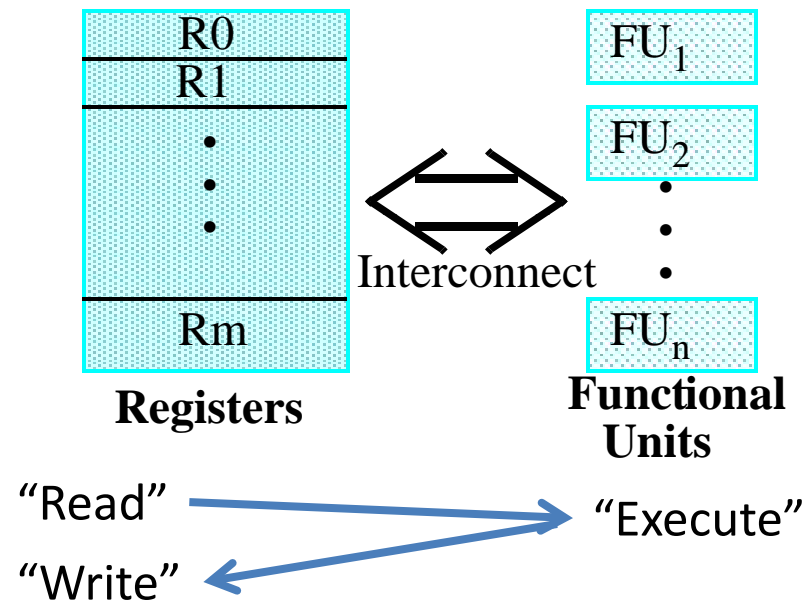 R0
R1
Rm
Registers
Interconnect
FU1
FU2
FUn
Functional
Units
“Read”
“Write”
“Execute”